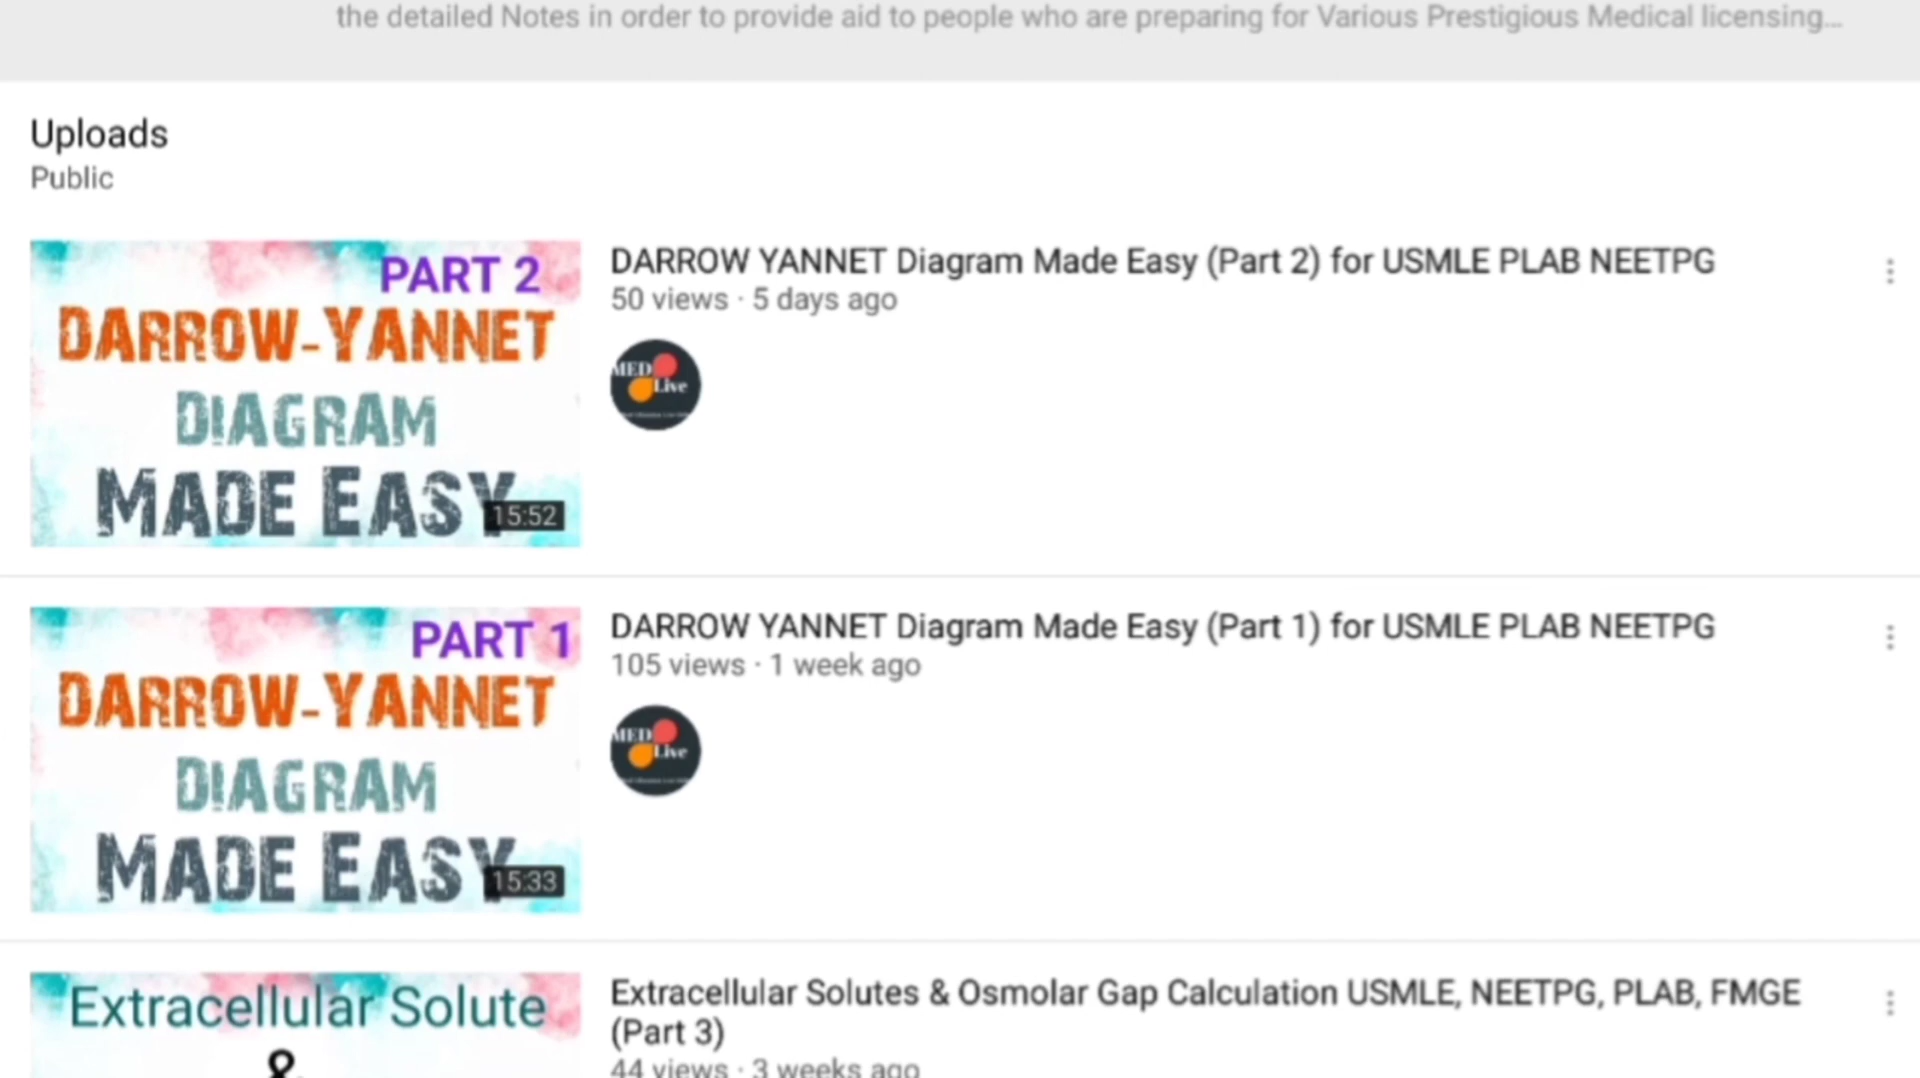 the detailed Notes in order to provide aid to people who are preparing for Various Prestigious Medical licensing...
Uploads
Public
PART 2
DARROW-YANNET
DIAGRAM
MADE EASY
15:52
DARROW YANNET Diagram Made Easy (Part 2) for USMLE PLAB NEETPG
50 views · 5 days ago
MED
Live
PART 1
DARROW-YANNET
DIAGRAM
MADE EASY
15:33
DARROW YANNET Diagram Made Easy (Part 1) for USMLE PLAB NEETPG
105 views · 1 week ago
MED
Live
Extracellular Solute
&
Extracellular Solutes & Osmolar Gap Calculation USMLE, NEETPG, PLAB, FMGE
(Part 3)
44 views · 3 weeks ago